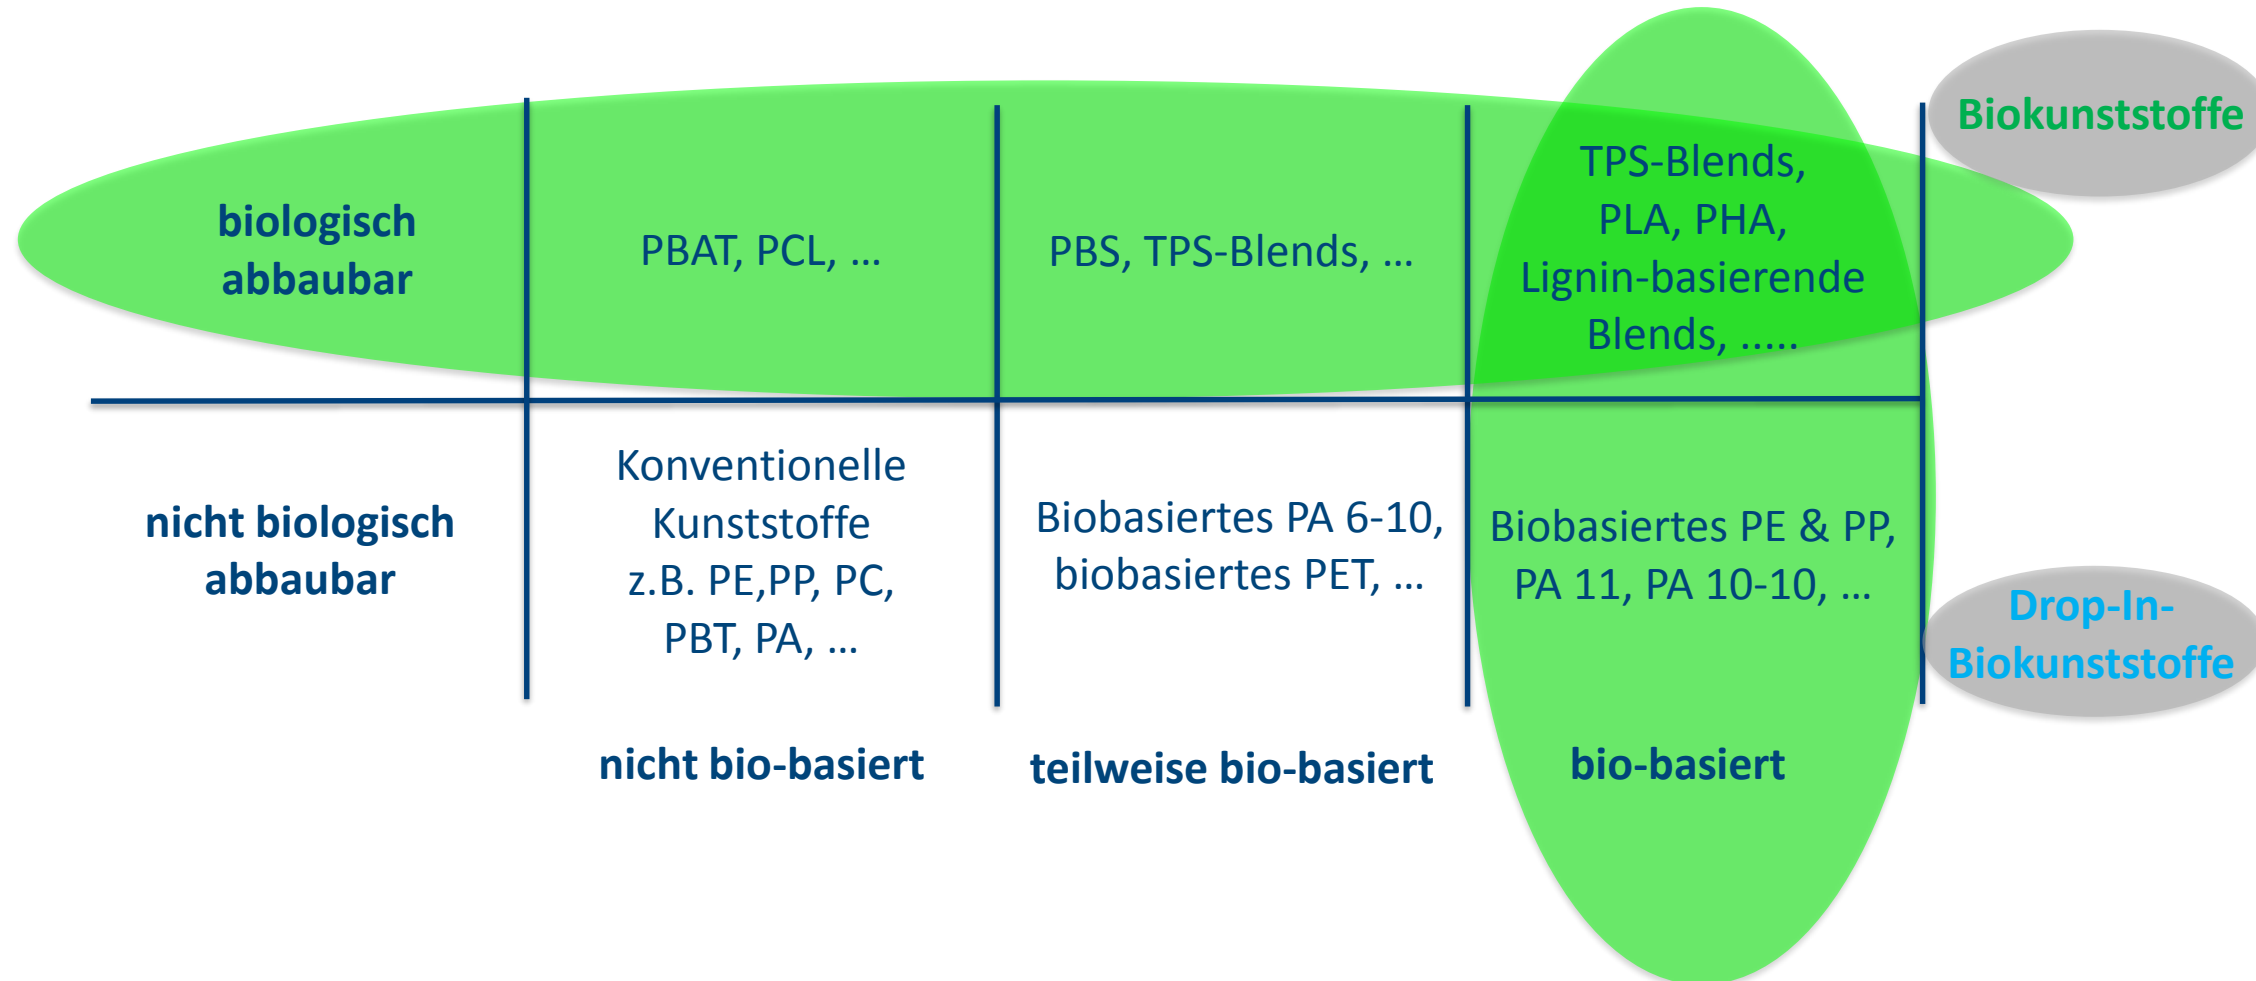 Biokunststoffe
biologisch
abbaubar
PBAT, PCL, ...
PBS, TPS-Blends, ...
TPS-Blends,
PLA, PHA,
Lignin-basierende
Blends, .....
nicht biologisch
abbaubar
Konventionelle
Kunststoffe
z.B. PE,PP, PC,
PBT, PA, ...
Biobasiertes PA 6-10,
biobasiertes PET, ...
Biobasiertes PE & PP,
PA 11, PA 10-10, ...
Drop-In-
Biokunststoffe
nicht bio-basiert
teilweise bio-basiert
bio-basiert